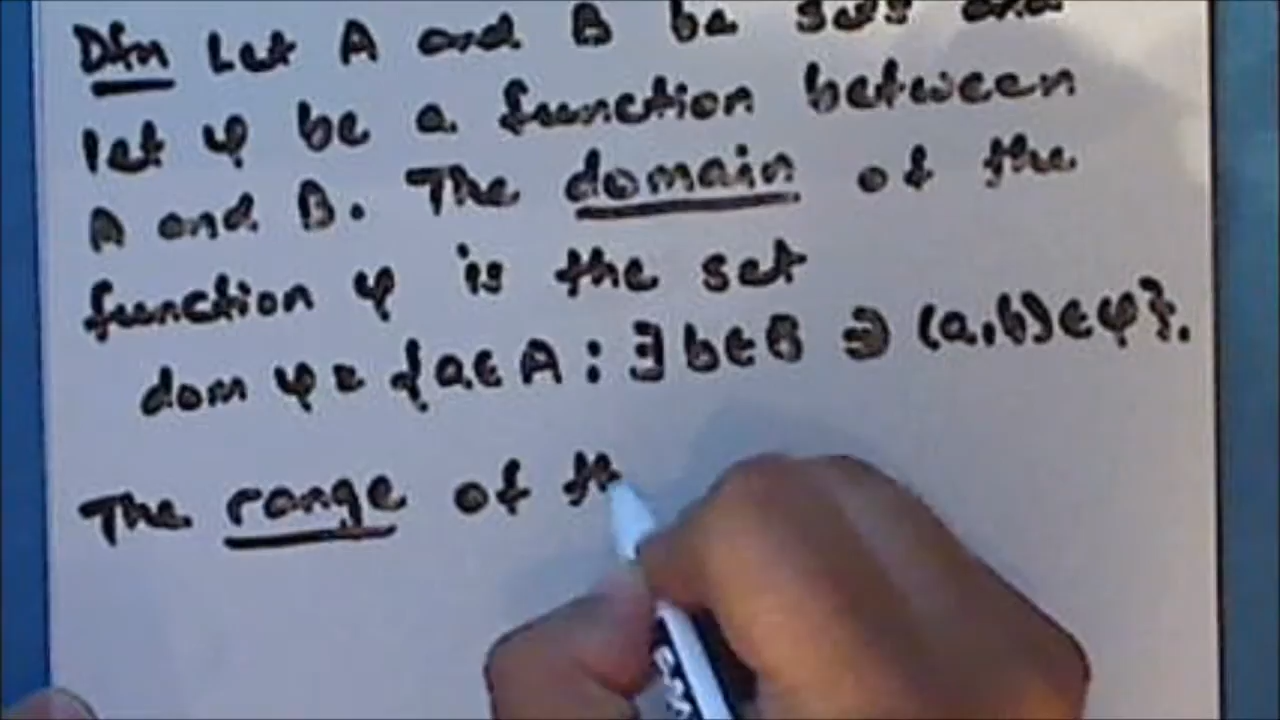 Dfn Let A and B be sets and
let φ be a function between
A and B. The domain of the
function φ is the set
dom φ = {a∈A : ∃ b∈B ∋ (a,b)∈φ}.
The range of th